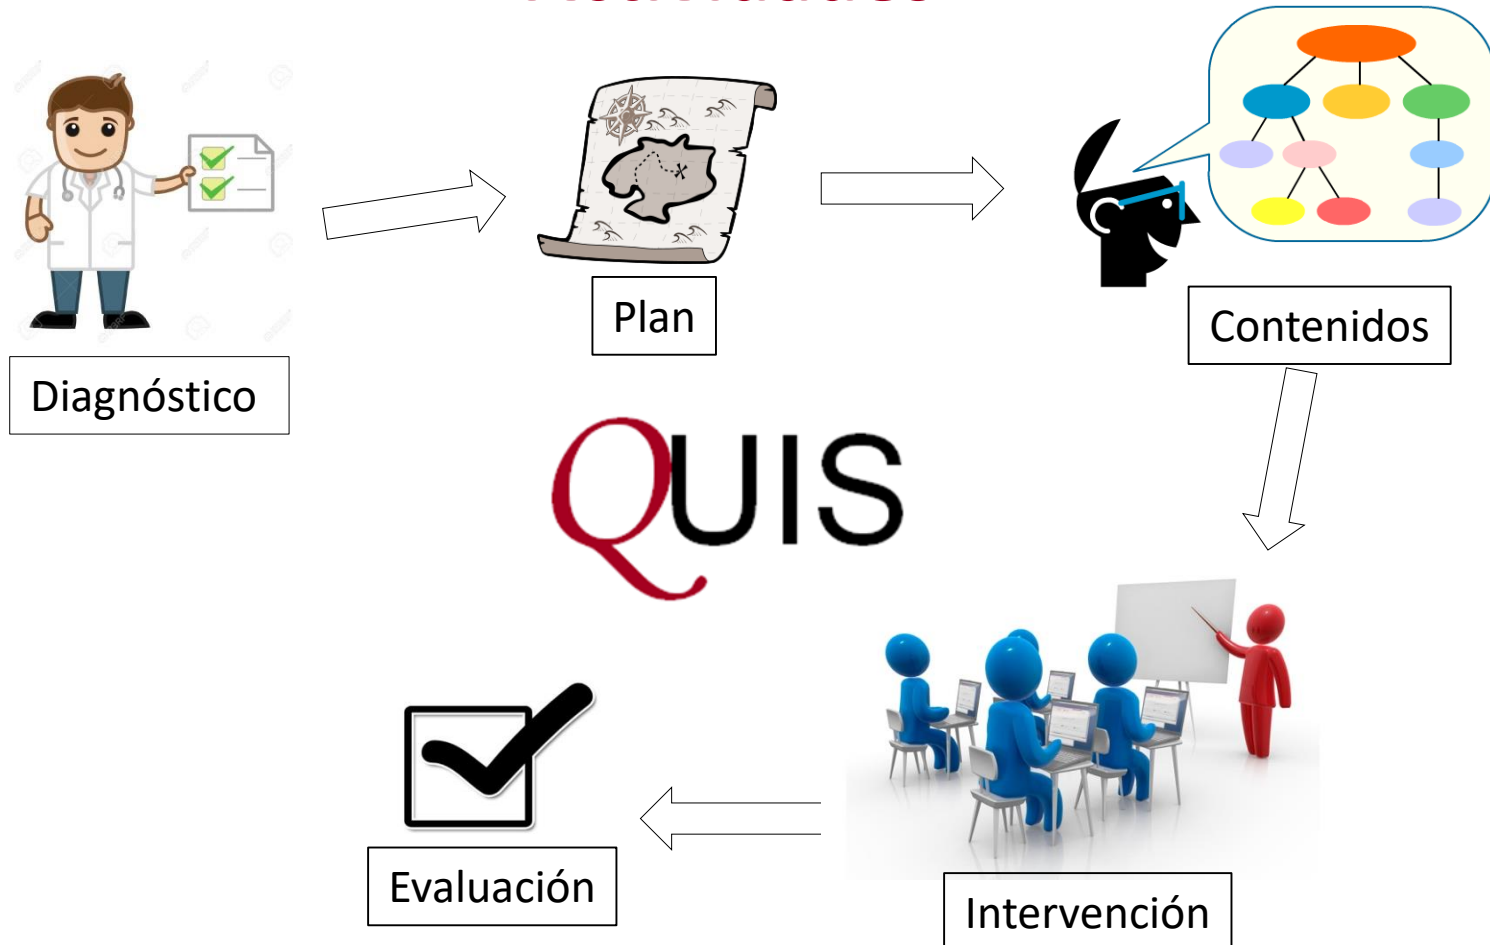 Diagnóstico
Plan
Contenidos
QUIS
Evaluación
Intervención